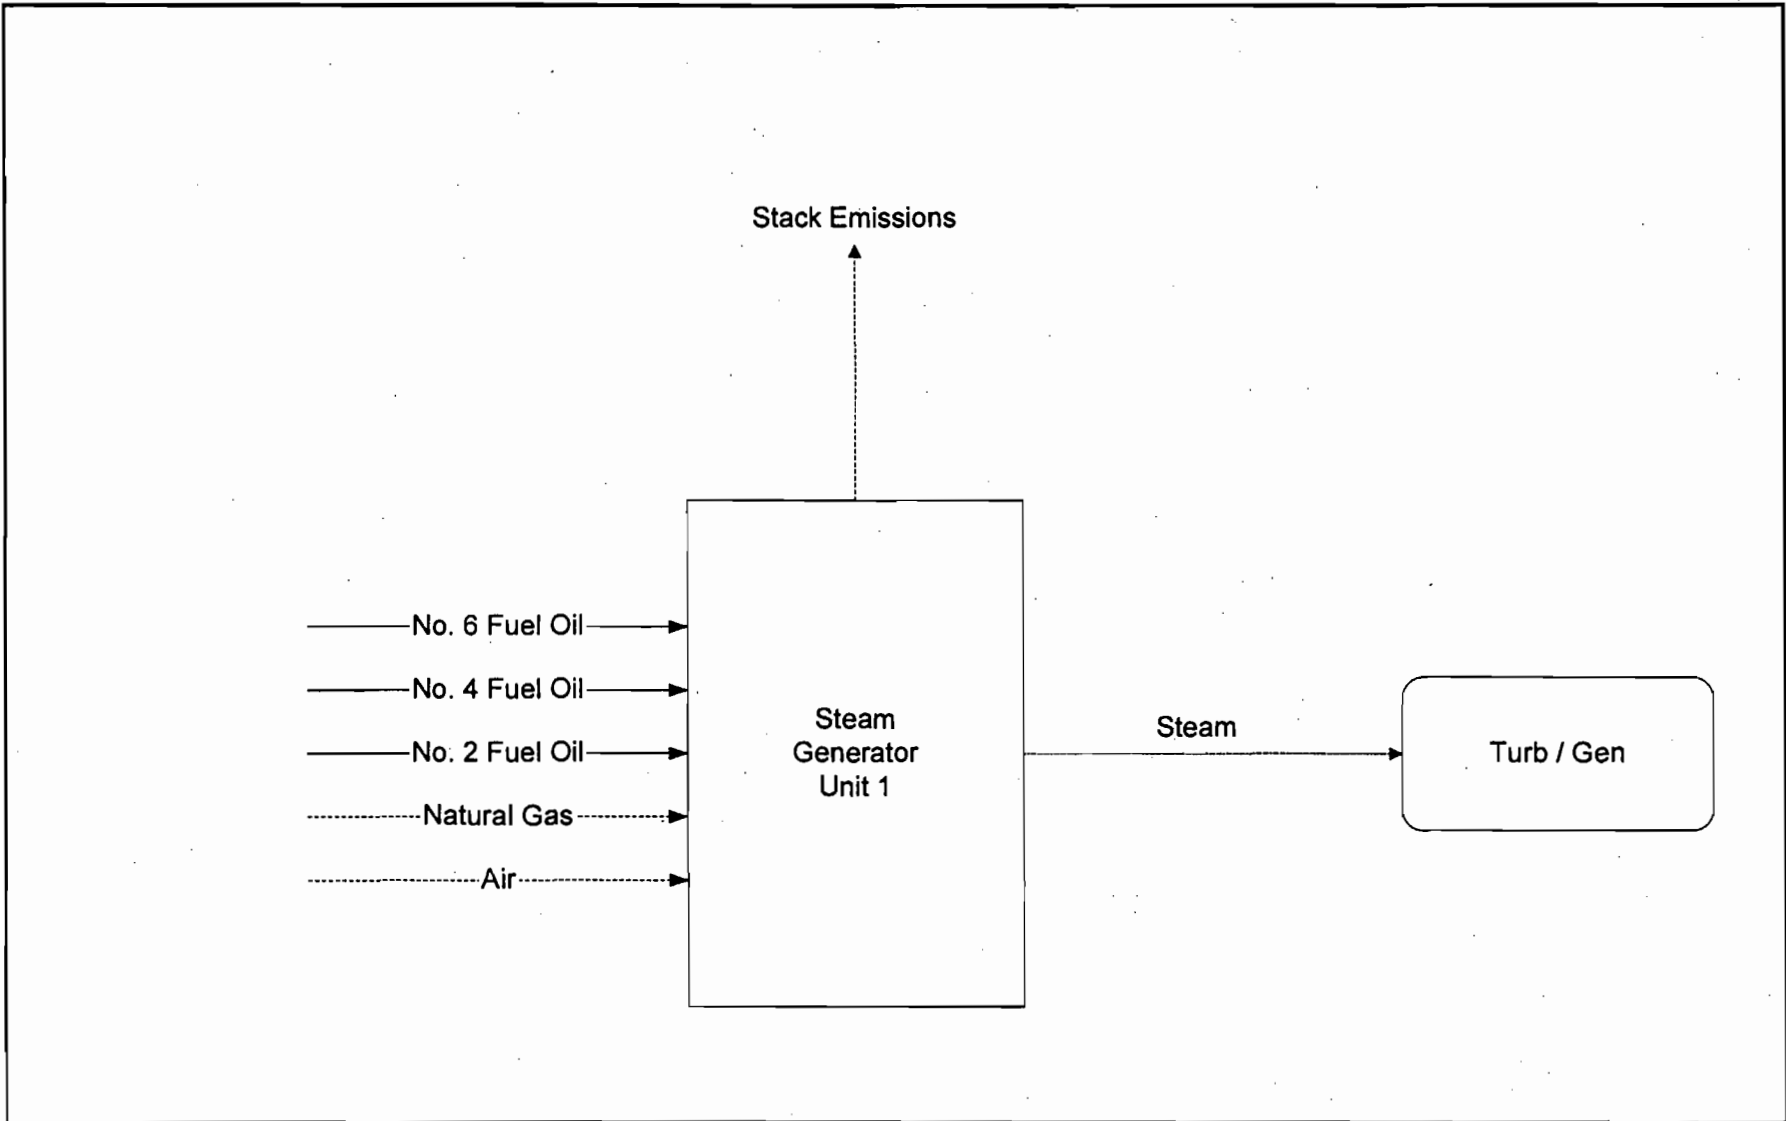 Stack Emissions
No. 6 Fuel Oil
No. 4 Fuel Oil
No. 2 Fuel Oil
Natural Gas
Air
Steam
Generator
Unit 1
Steam
Turb / Gen